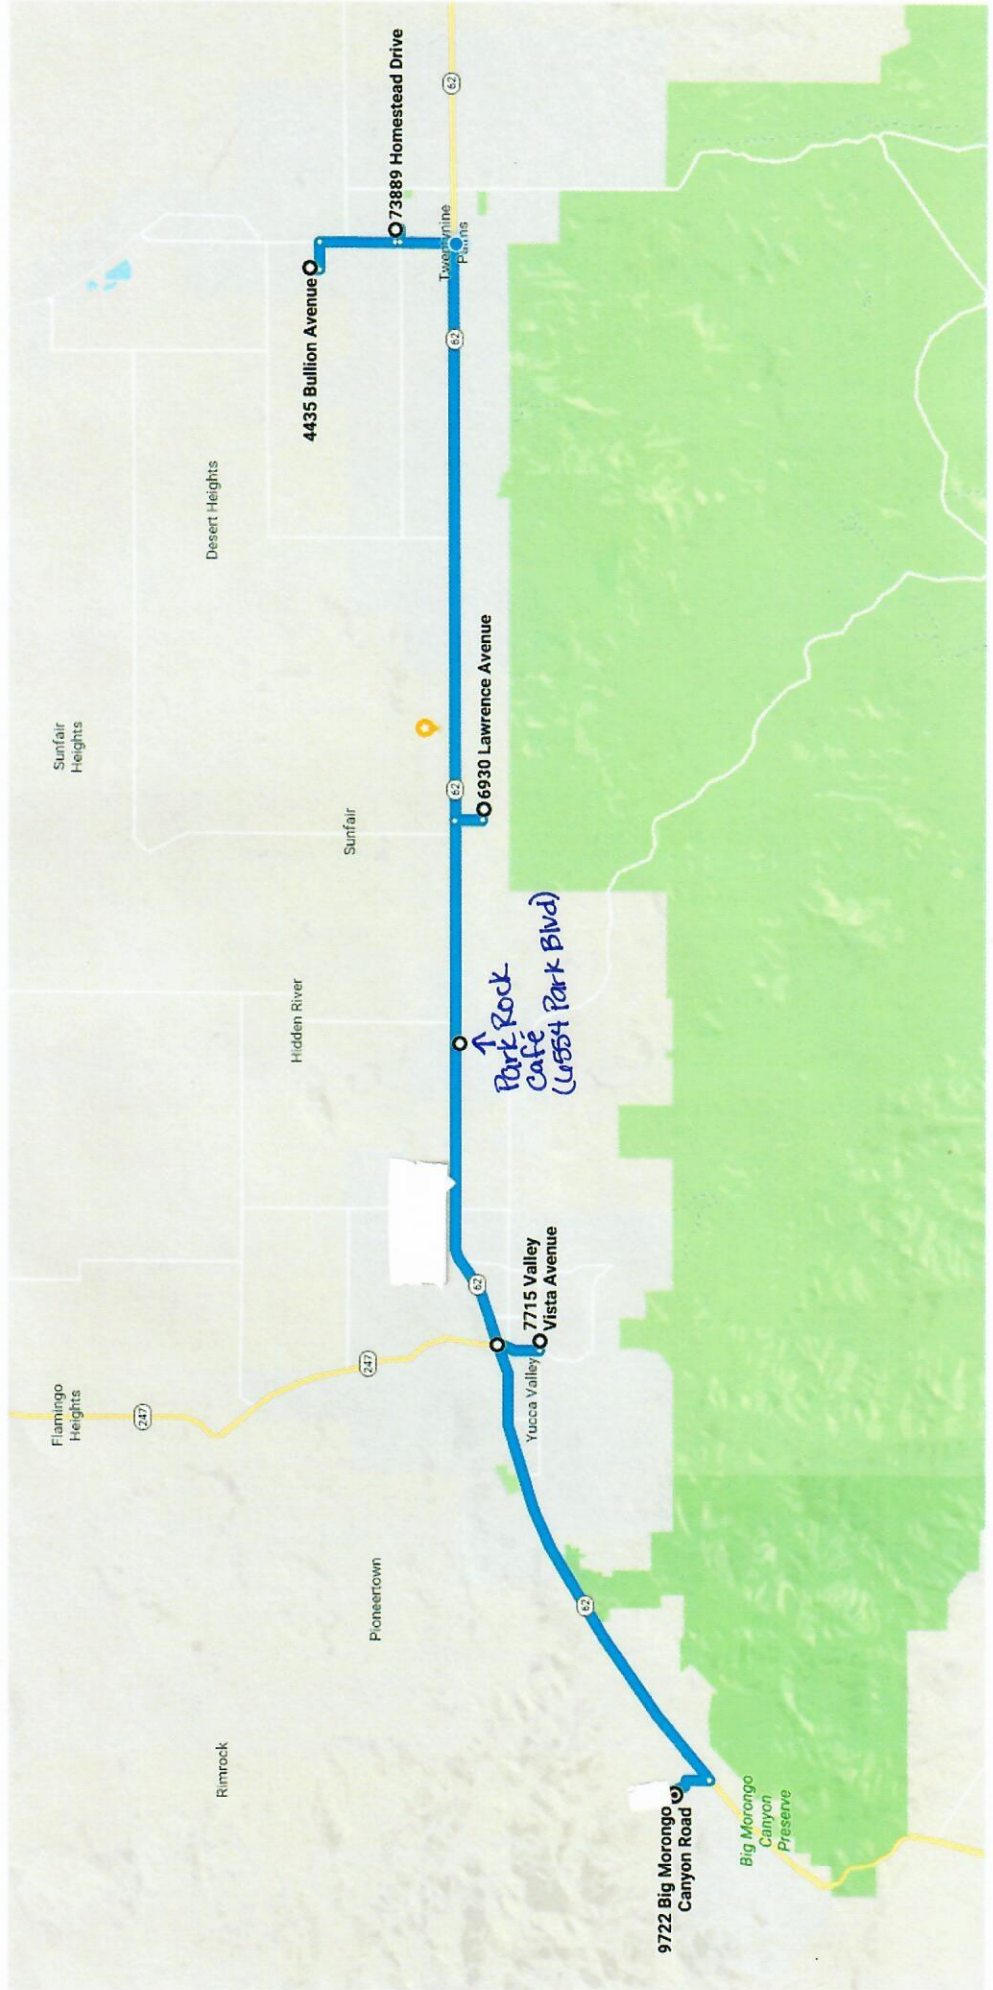 Flamingo
Heights
Sunfair
Heights
247
Rimrock
Desert Heights
Hidden River
4435 Bullion Avenue
Sunfair
247
Pioneertown
73889 Homestead Drive
Twentynine
Palms
62
62
62
62
6930 Lawrence Avenue
↑
Park Rock
Café
(6554 Park Blvd)
Yucca Valley
7715 Valley
Vista Avenue
62
9722 Big Morongo
Canyon Road
Big Morongo
Canyon
Preserve